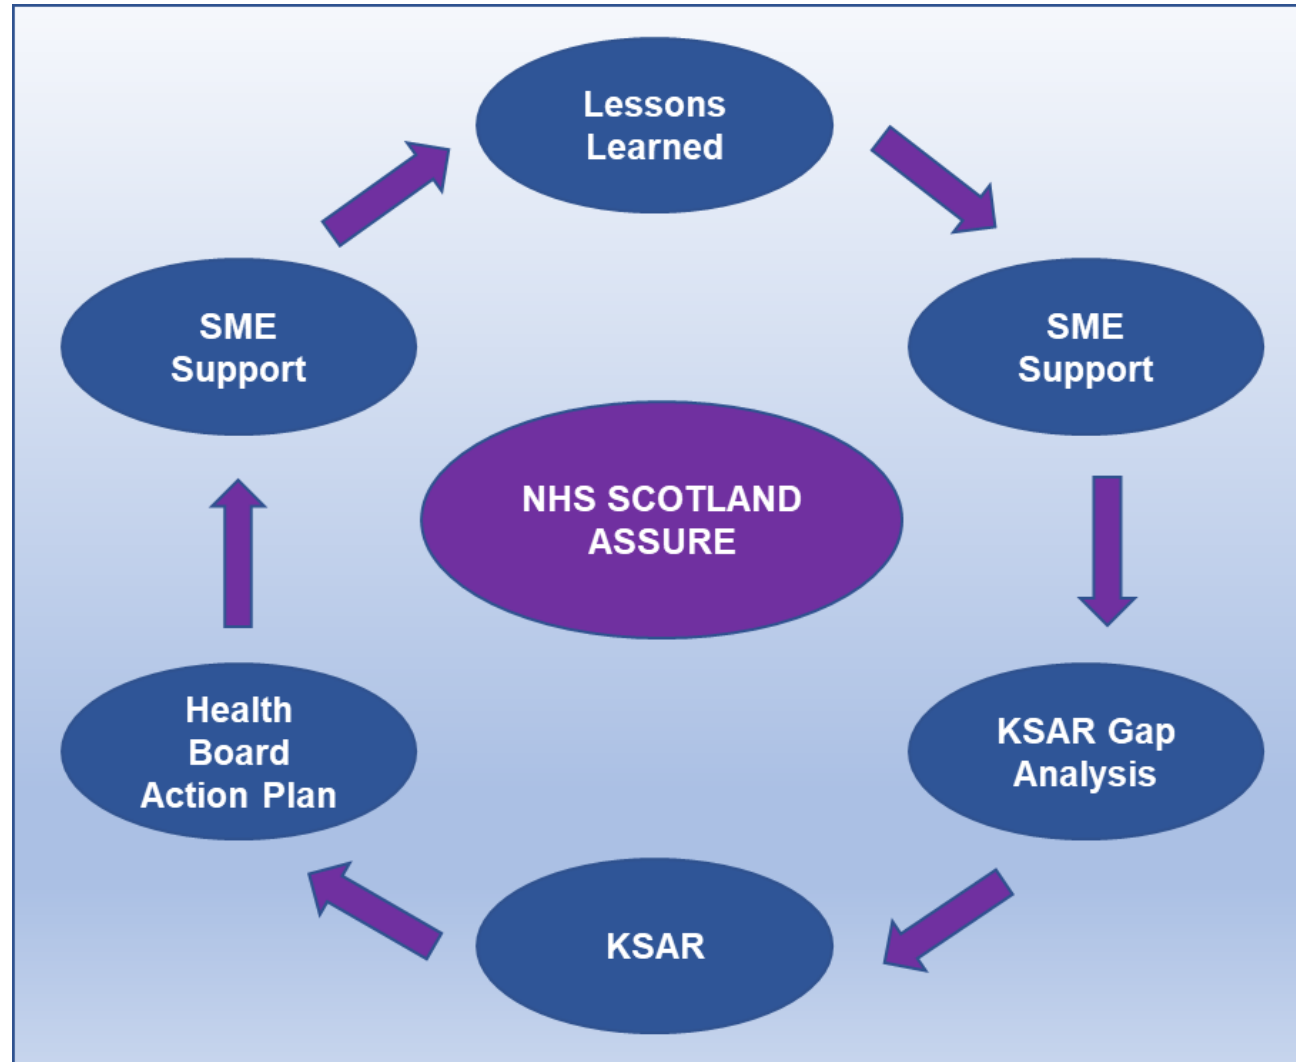 Lessons
Learned
SME
Support
SME
Support
NHS SCOTLAND
ASSURE
Health
Board
Action Plan
KSAR Gap
Analysis
KSAR